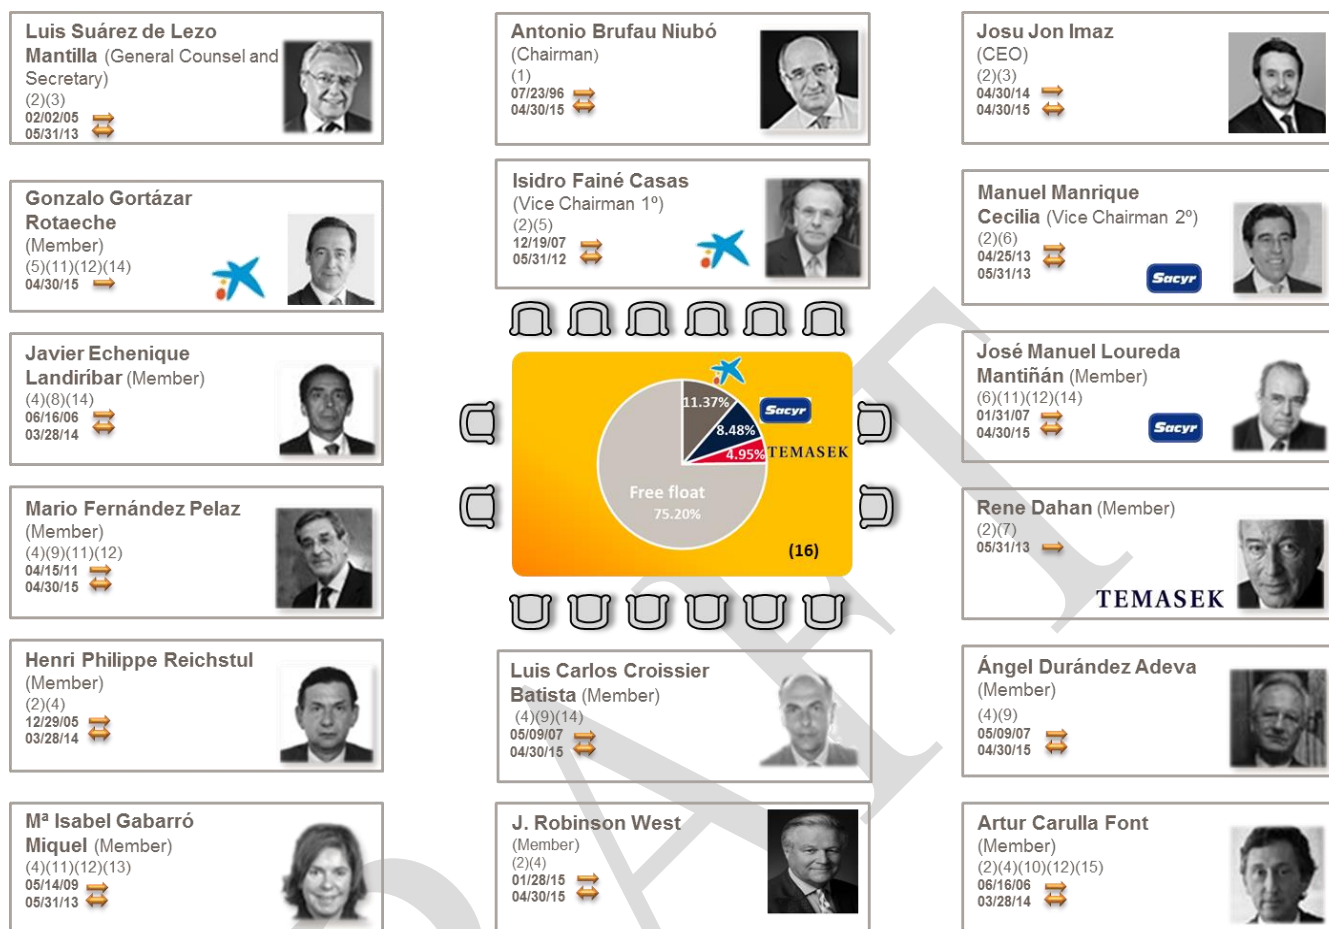 Luis Suárez de Lezo
Mantilla (General Counsel and
Secretary)
(2)(3)
02/02/05
05/31/13
Antonio Brufau Niubó
(Chairman)
(1)
07/23/96
04/30/15
Josu Jon Imaz
(CEO)
(2)(3)
04/30/14
04/30/15
Gonzalo Gortázar
Rotaeche
(Member)
(5)(11)(12)(14)
04/30/15
Isidro Fainé Casas
(Vice Chairman 1º)
(2)(5)
12/19/07
05/31/12
Manuel Manrique
Cecilia (Vice Chairman 2º)
(2)(6)
04/25/13
05/31/13
Sacyr
Javier Echenique
Landiríbar (Member)
(4)(8)(14)
06/16/06
03/28/14
11.37%
Sacyr
8.48%
4.95%
TEMASEK
Free float
75.20%
(16)
José Manuel Loureda
Mantiñán (Member)
(6)(11)(12)(14)
01/31/07
04/30/15
Sacyr
Mario Fernández Pelaz
(Member)
(4)(9)(11)(12)
04/15/11
04/30/15
Rene Dahan (Member)
(2)(7)
05/31/13
TEMASEK
Henri Philippe Reichstul
(Member)
(2)(4)
12/29/05
03/28/14
Luis Carlos Croissier
Batista (Member)
(4)(9)(14)
05/09/07
04/30/15
Ángel Durández Adeva
(Member)
(4)(9)
05/09/07
04/30/15
Mª Isabel Gabarró
Miquel (Member)
(4)(11)(12)(13)
05/14/09
05/31/13
J. Robinson West
(Member)
(2)(4)
01/28/15
04/30/15
Artur Carulla Font
(Member)
(2)(4)(10)(12)(15)
06/16/06
03/28/14